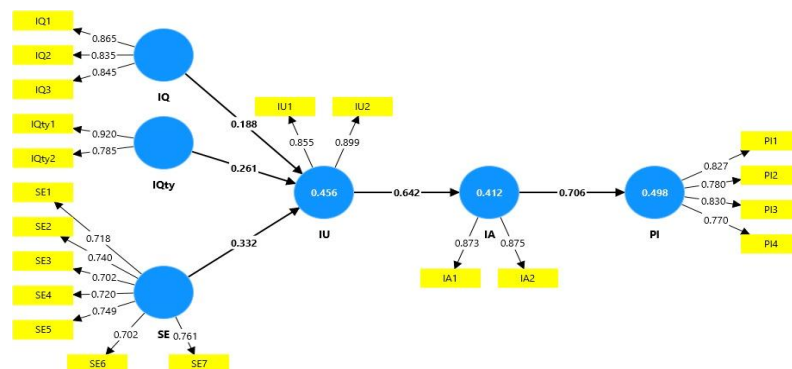 IQ1
0.865
IQ2
0.835
IQ3
0.845
IQ
IQty1
0.920
IQty2
0.785
IQty
SE1
0.718
SE2
0.740
SE3
0.702
SE4
0.720
SE5
0.749
SE6
0.702
SE7
0.761
SE
0.188
0.261
0.332
IU1
0.855
IU2
0.899
0.456
IU
0.642
0.412
IA
0.873
0.875
IA1
IA2
0.706
0.498
PI
0.827
PI1
0.780
PI2
0.830
PI3
0.770
PI4